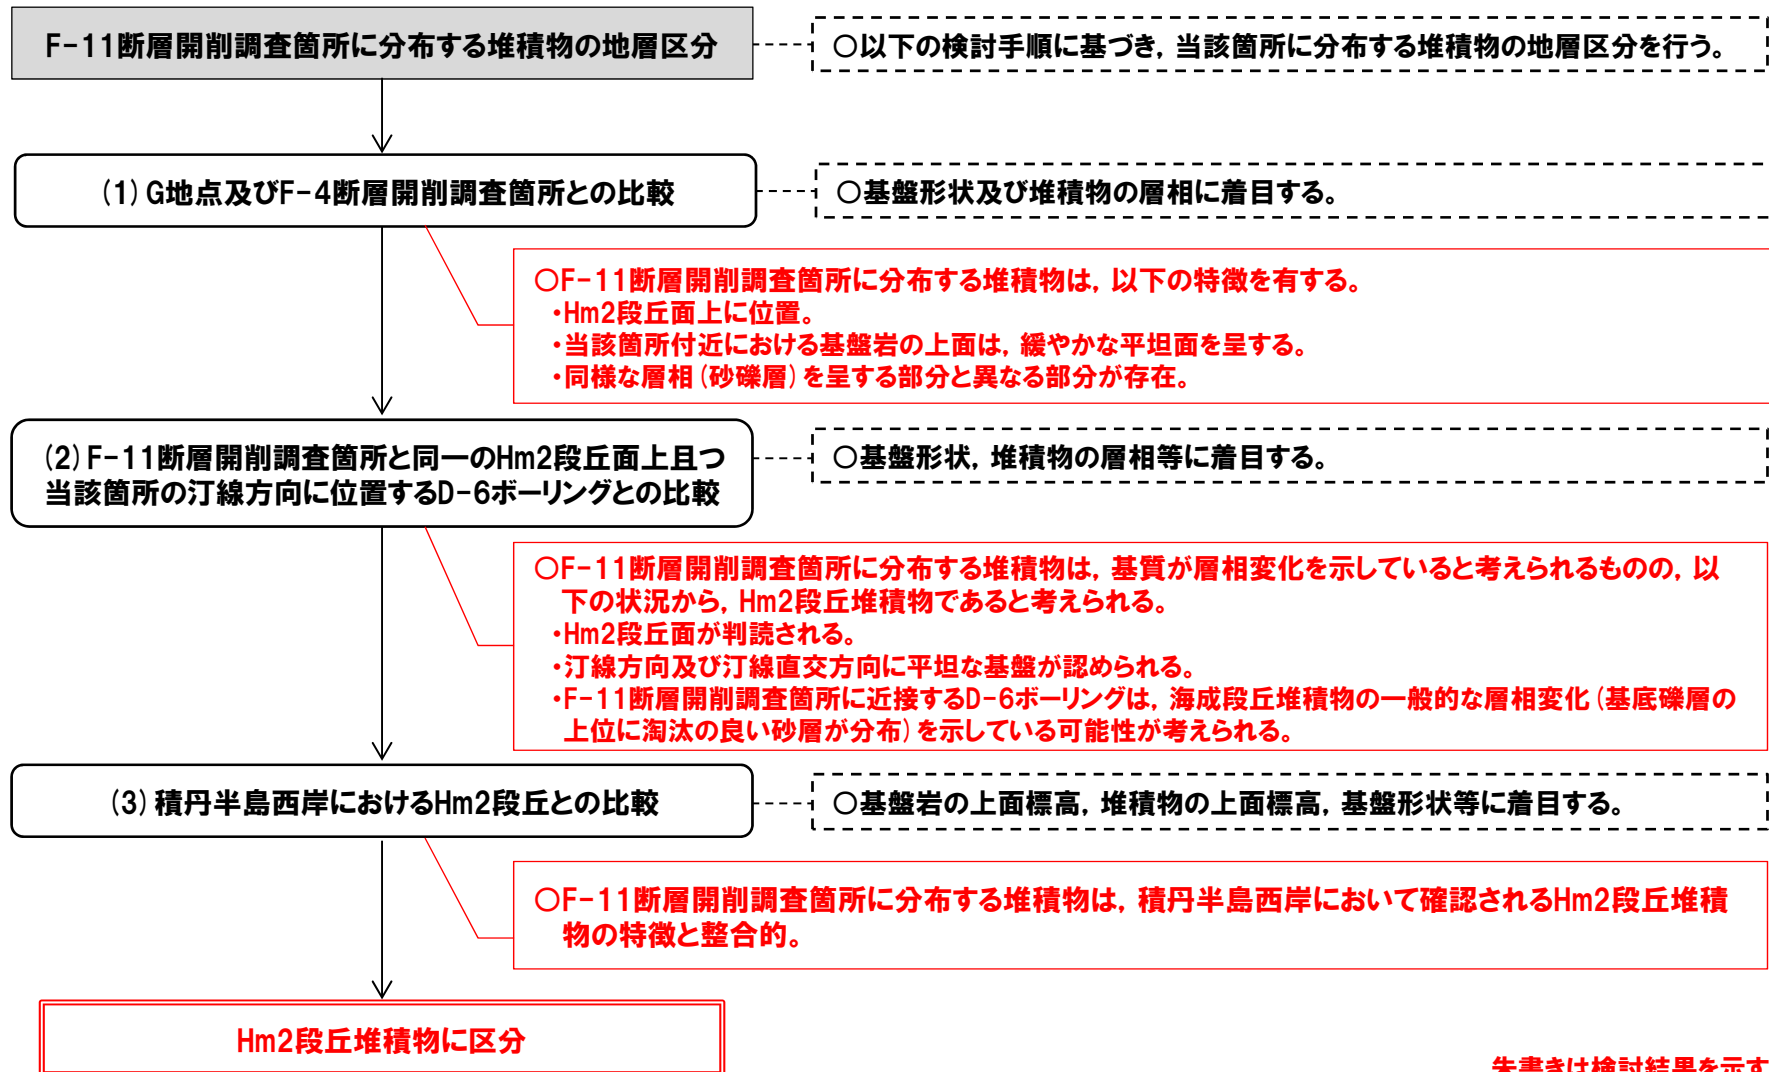 F-11断層開削調査箇所に分布する堆積物の地層区分
○以下の検討手順に基づき，当該箇所に分布する堆積物の地層区分を行う。
(1)G地点及びF-4断層開削調査箇所との比較
○基盤形状及び堆積物の層相に着目する。
○F-11断層開削調査箇所に分布する堆積物は，以下の特徴を有する。
・Hm2段丘面上に位置。
・当該箇所付近における基盤岩の上面は，緩やかな平坦面を呈する。
・同様な層相（砂礫層）を呈する部分と異なる部分が存在。
(2)F-11断層開削調査箇所と同一のHm2段丘面上且つ
当該箇所の汀線方向に位置するD-6ボーリングとの比較
○基盤形状，堆積物の層相等に着目する。
○F-11断層開削調査箇所に分布する堆積物は，基質が層相変化を示していると考えられるものの，以
下の状況から，Hm2段丘堆積物であると考えられる。
・Hm2段丘面が判読される。
・汀線方向及び汀線直交方向に平坦な基盤が認められる。
・F-11断層開削調査箇所に近接するD-6ボーリングは，海成段丘堆積物の一般的な層相変化（基底礫層の
上位に淘汰の良い砂層が分布）を示している可能性が考えられる。
(3)積丹半島西岸におけるHm2段丘との比較
○基盤岩の上面標高，堆積物の上面標高，基盤形状等に着目する。
○F-11断層開削調査箇所に分布する堆積物は，積丹半島西岸において確認されるHm2段丘堆積
物の特徴と整合的。
Hm2段丘堆積物に区分
朱書きは検討結果を示す